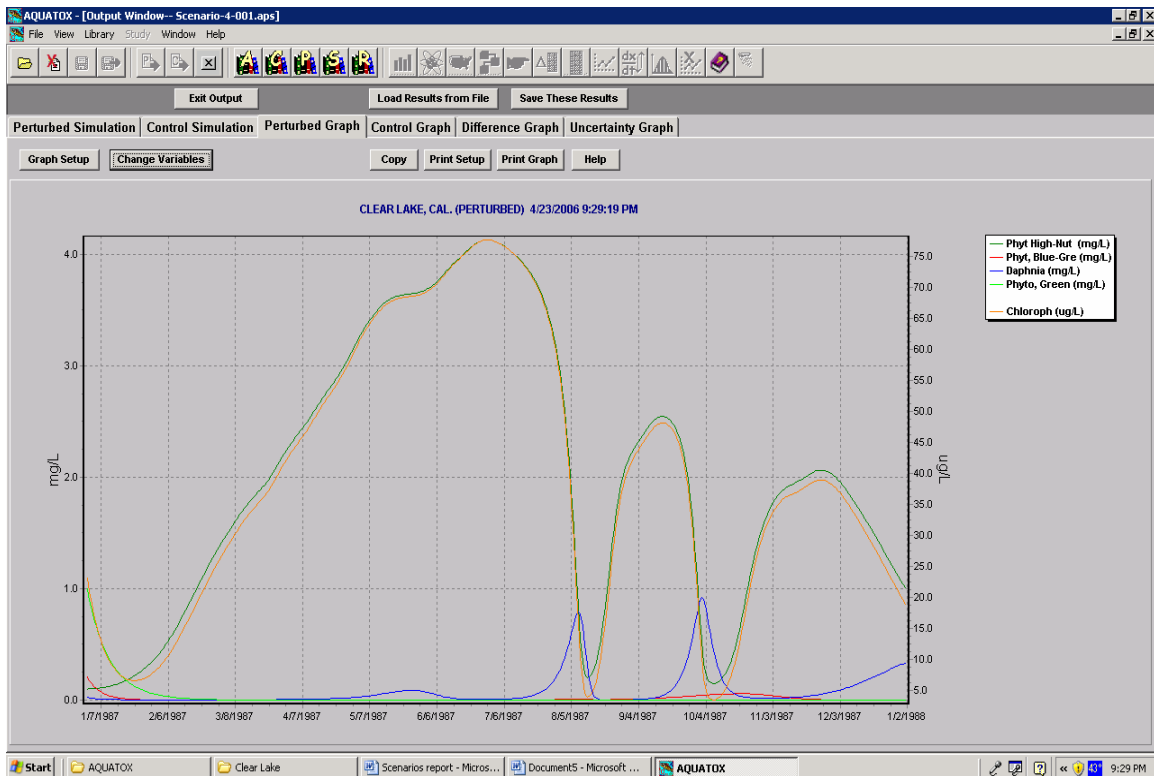 AQUATOX - [Output Window-- Scenario-4-001.aps]
File View Library Study Window Help
A C P S R
Exit Output Load Results from File Save These Results
Perturbed Simulation Control Simulation Perturbed Graph Control Graph Difference Graph Uncertainty Graph
Graph Setup Change Variables Copy Print Setup Print Graph Help
CLEAR LAKE, CAL. (PERTURBED) 4/23/2006 9:29:19 PM
Phyt High-Nut (mg/L)
Phyt, Blue-Gre (mg/L)
Daphnia (mg/L)
Phyto, Green (mg/L)
Chloroph (ug/L)
4.0
3.0
2.0
1.0
0.0
mg/L
75.0
70.0
65.0
60.0
55.0
50.0
45.0
40.0
35.0
30.0
25.0
20.0
15.0
10.0
5.0
ug/L
1/7/1987 2/6/1987 3/8/1987 4/7/1987 5/7/1987 6/6/1987 7/6/1987 8/5/1987 9/4/1987 10/4/1987 11/3/1987 12/3/1987 1/2/1988
Start AQUATOX Clear Lake Scenarios report - Micros... Document5 - Microsoft ... AQUATOX 43° 9:29 PM